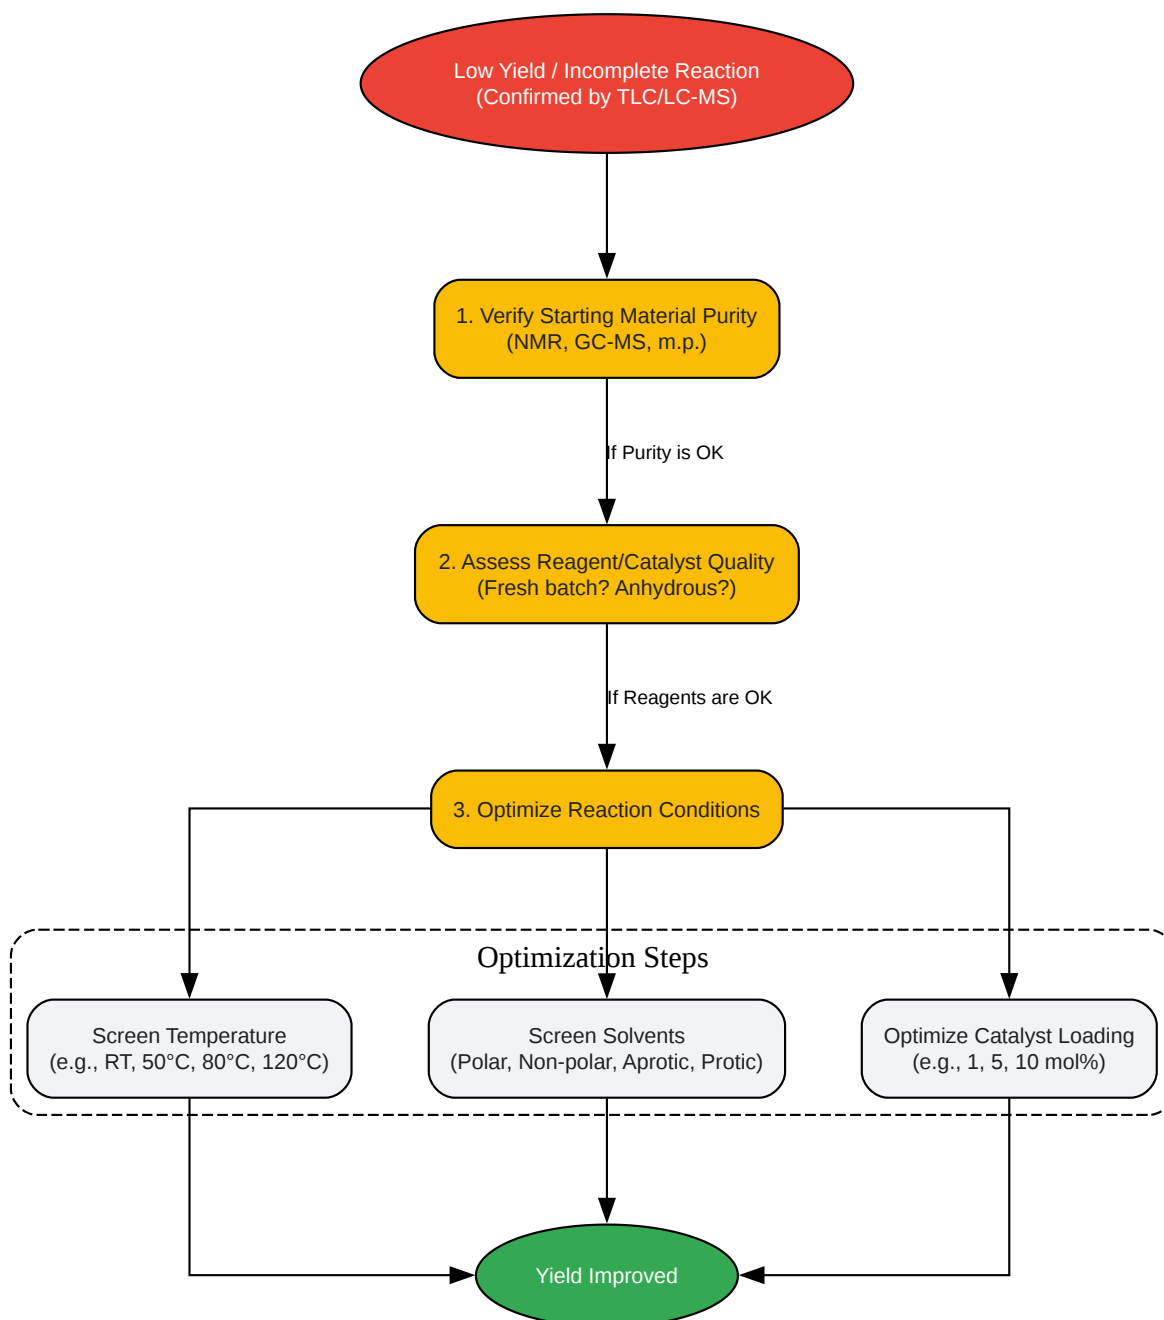 Low Yield / Incomplete Reaction
(Confirmed by TLC/LC-MS)
1. Verify Starting Material Purity
(NMR, GC-MS, m.p.)
If Purity is OK
2. Assess Reagent/Catalyst Quality
(Fresh batch? Anhydrous?)
If Reagents are OK
3. Optimize Reaction Conditions
Optimization Steps
Screen Temperature
(e.g., RT, 50°C, 80°C, 120°C)
Screen Solvents
(Polar, Non-polar, Aprotic, Protic)
Optimize Catalyst Loading
(e.g., 1, 5, 10 mol%)
Yield Improved